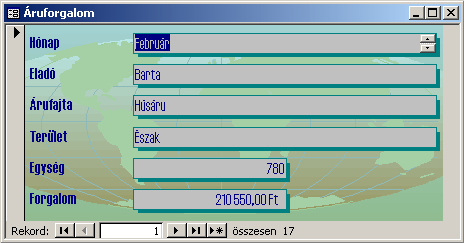 Áruforgalom
Hónap Február
Eladó Barta
Árufajta Húsáru
Terület Észak
Egység 780
Forgalom 210 550,00 Ft
Rekord: 1 összesen 17